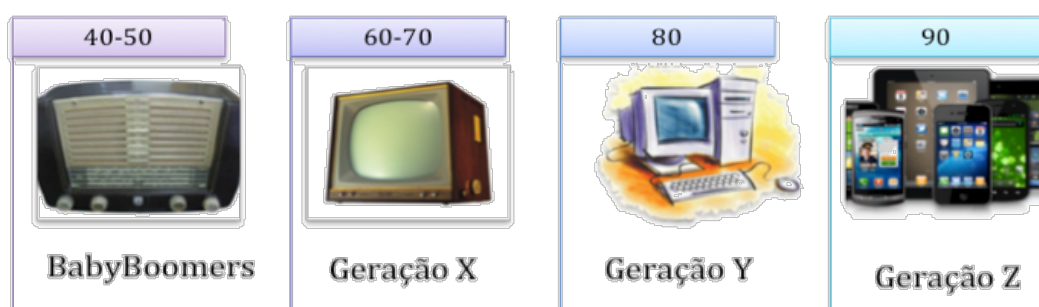 40-50
60-70
80
90
BabyBoomers
Geração X
Geração Y
Geração Z